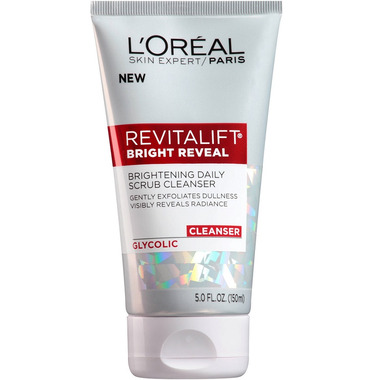 L'ORÉAL
SKIN EXPERT/PARIS
NEW
REVITALIFT®
BRIGHT REVEAL
BRIGHTENING DAILY
SCRUB CLEANSER
GENTLY EXFOLIATES DULLNESS
VISIBLY REVEALS RADIANCE
CLEANSER
GLYCOLIC
5.0 FL.OZ. (150ml)